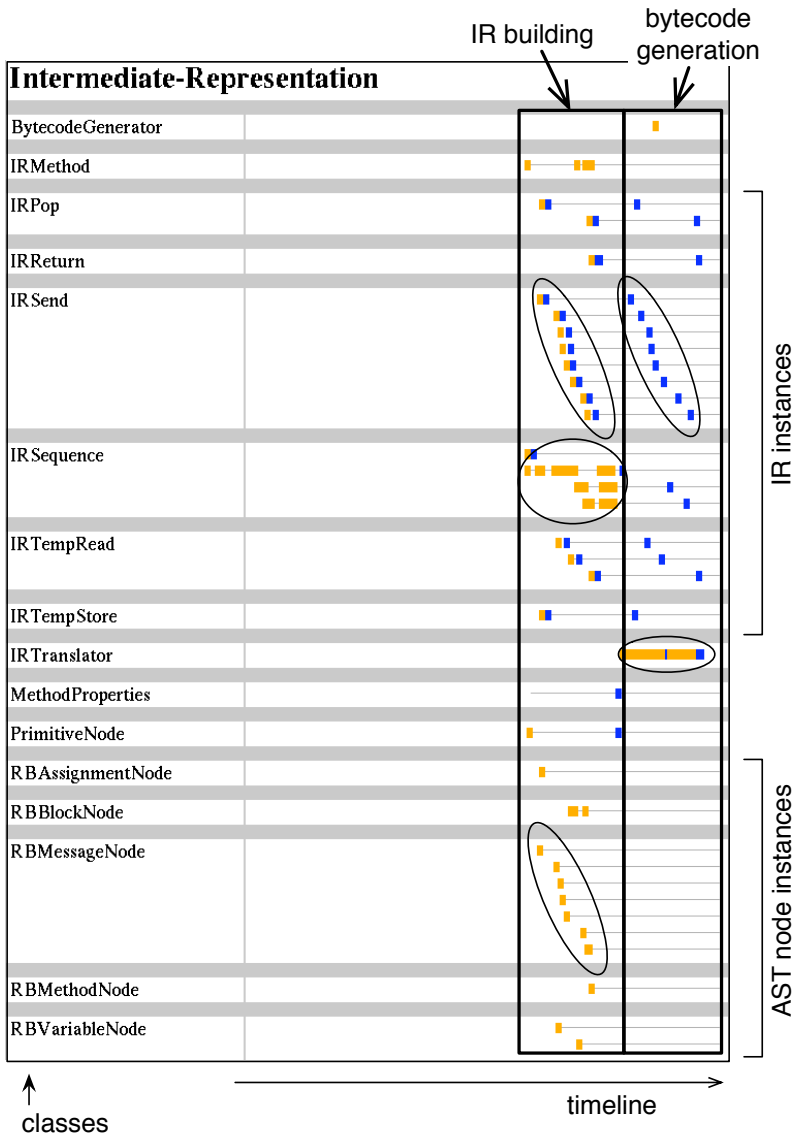 IR building
bytecode
generation
Intermediate-Representation
BytecodeGenerator
IRMethod
IRPop
IRReturn
IRSend
IRSequence
IRTempRead
IRTempStore
IRTranslator
MethodProperties
PrimitiveNode
RBAssignmentNode
RBBlockNode
RBMessageNode
RBMethodNode
RBVariableNode
IR instances
AST node instances
classes
timeline